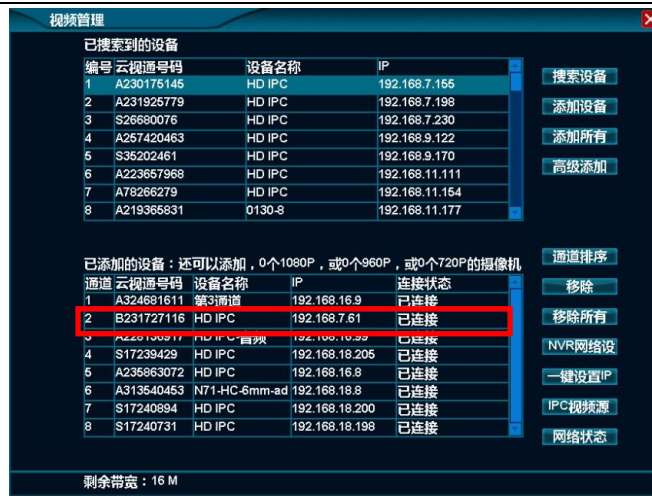 视频管理
已搜索到的设备
编号 云视通号码 设备名称 IP
1 A230175145 HD IPC 192.168.7.155
2 A231925779 HD IPC 192.168.7.198
3 S26680076 HD IPC 192.168.7.230
4 A257420463 HD IPC 192.168.9.122
5 S35202461 HD IPC 192.168.9.170
6 A223657968 HD IPC 192.168.11.111
7 A78266279 HD IPC 192.168.11.154
8 A219365831 0130-8 192.168.11.177
搜索设备
添加设备
添加所有
高级添加
已添加的设备：还可以添加，0个1080P，或0个960P，或0个720P的摄像机
通道 云视通号码 设备名称 IP 连接状态
1 A324681611 第3通道 192.168.16.9 已连接
2 B231727116 HD IPC 192.168.7.61 已连接
3 A228136917 HD IPC-音频 192.168.16.99 已连接
4 S17239429 HD IPC 192.168.18.205 已连接
5 A235863072 HD IPC 192.168.16.8 已连接
6 A313540453 N71-HC-6mm-ad 192.168.18.8 已连接
7 S17240894 HD IPC 192.168.18.200 已连接
8 S17240731 HD IPC 192.168.18.198 已连接
通道排序
移除
移除所有
NVR网络设
一键设置IP
IPC视频源
网络状态
剩余带宽：16 M